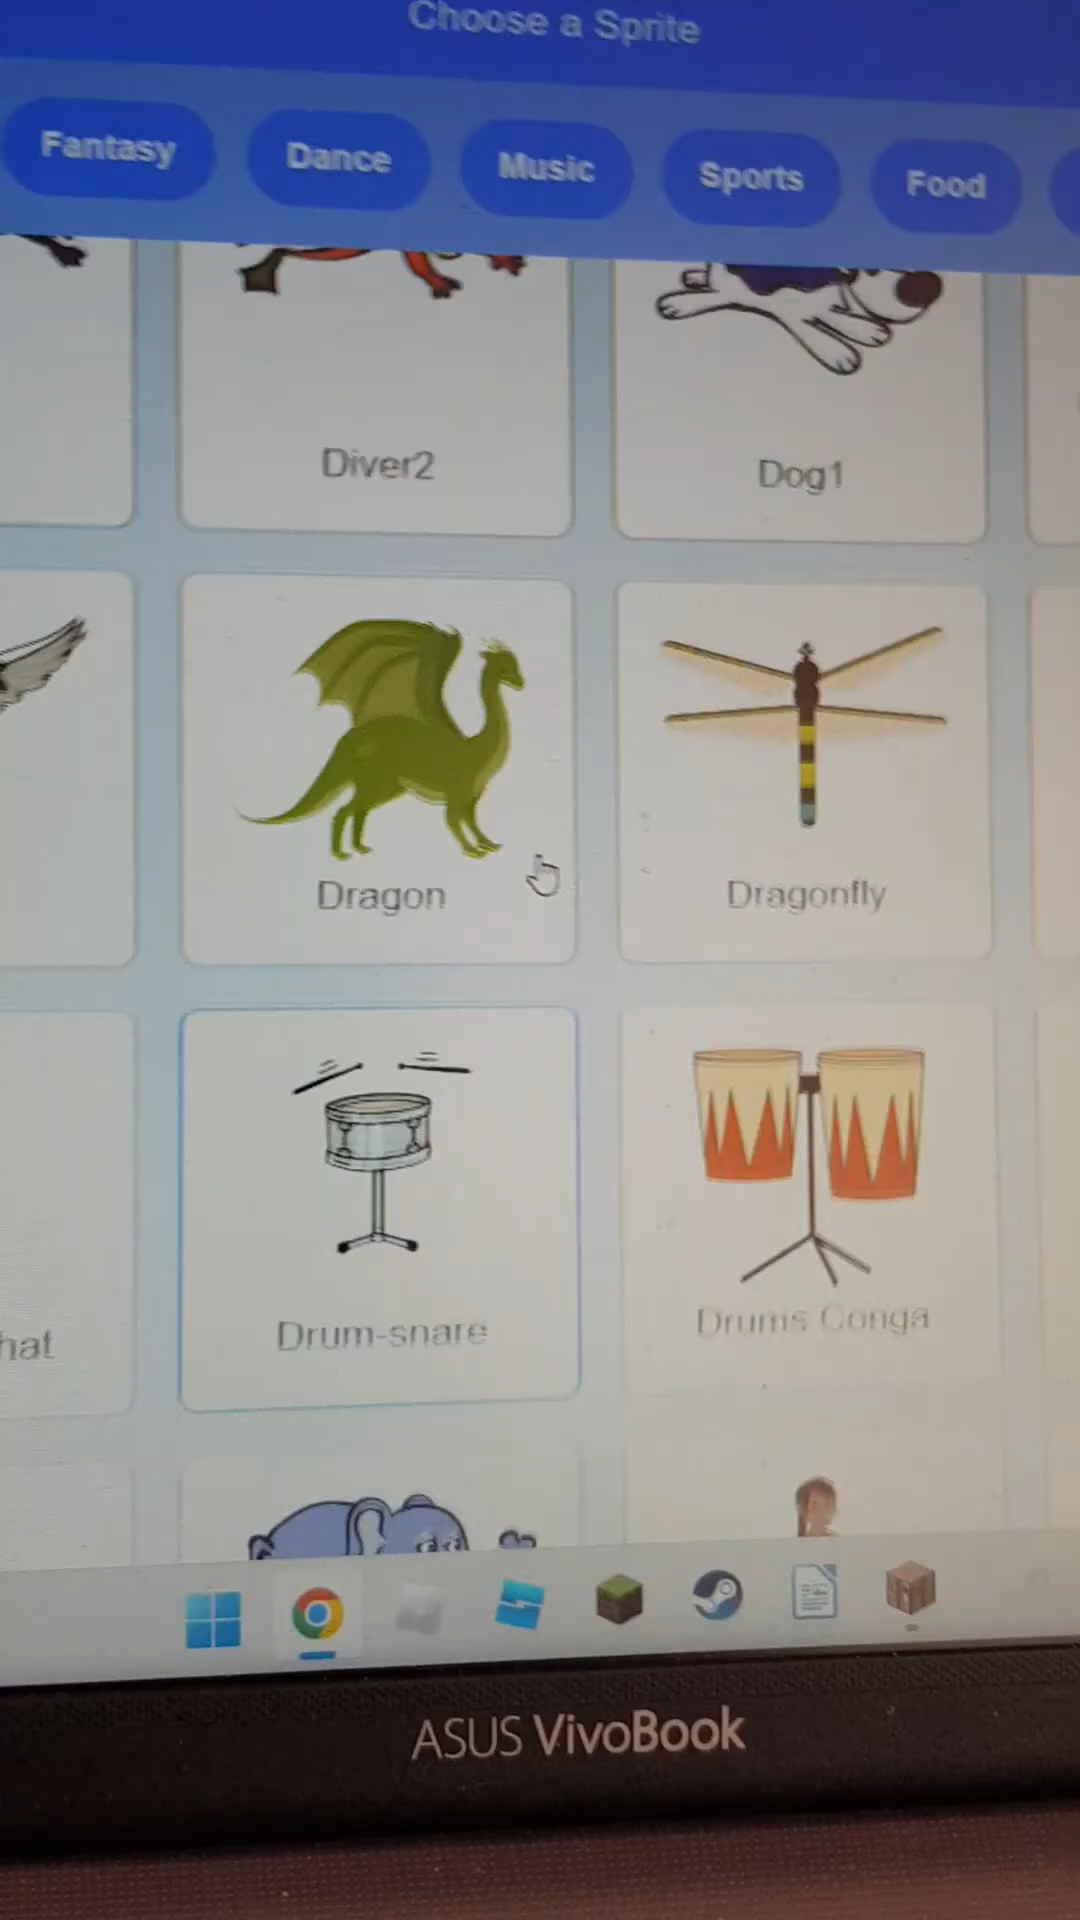 Choose a Sprite
Fantasy
Dance
Music
Sports
Food
Diver2
Dog1
Dragon
Dragonfly
hat
Drum-snare
Drums Conga
ASUS VivoBook